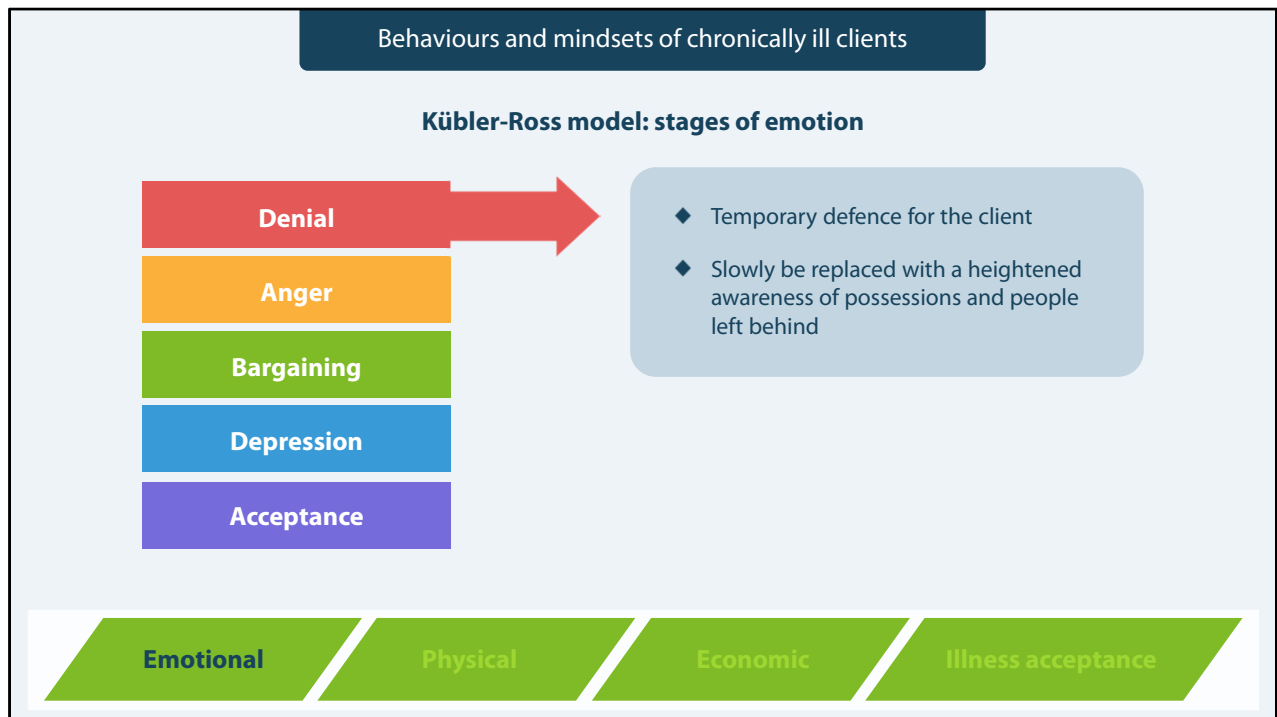 Behaviours and mindsets of chronically ill clients
Kübler-Ross model: stages of emotion
Denial
Anger
Bargaining
Depression
Acceptance
◆ Temporary defence for the client
◆ Slowly be replaced with a heightened
awareness of possessions and people
left behind
Emotional
Physical
Economic
Illness acceptance